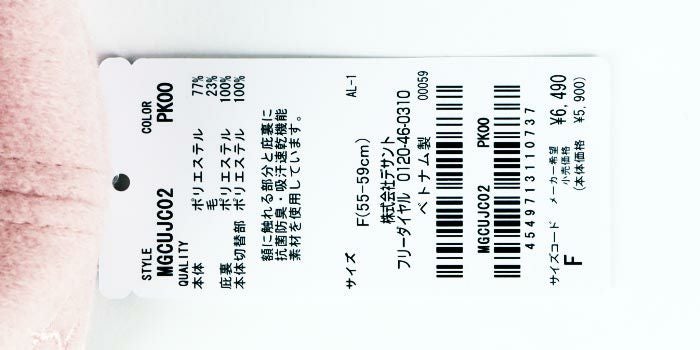 STYLE COLOR
MGCUJC02 PK00
QUALITY
本体 ポリエステル 77%
毛 23%
庇裏 ポリエステル 100%
本体切替部 ポリエステル 100%
額に触れる部分と庇裏に
抗菌防臭・吸汗速乾機能
素材を使用しています。
サイズ AL-1
F(55-59cm)
株式会社デサント
フリーダイヤル 0120-46-0310
ベトナム製 00059
MGCUJC02 PK00
4549713110737
サイズコード メーカー希望
小売価格 ¥6,490
F (本体価格 ¥5,900)